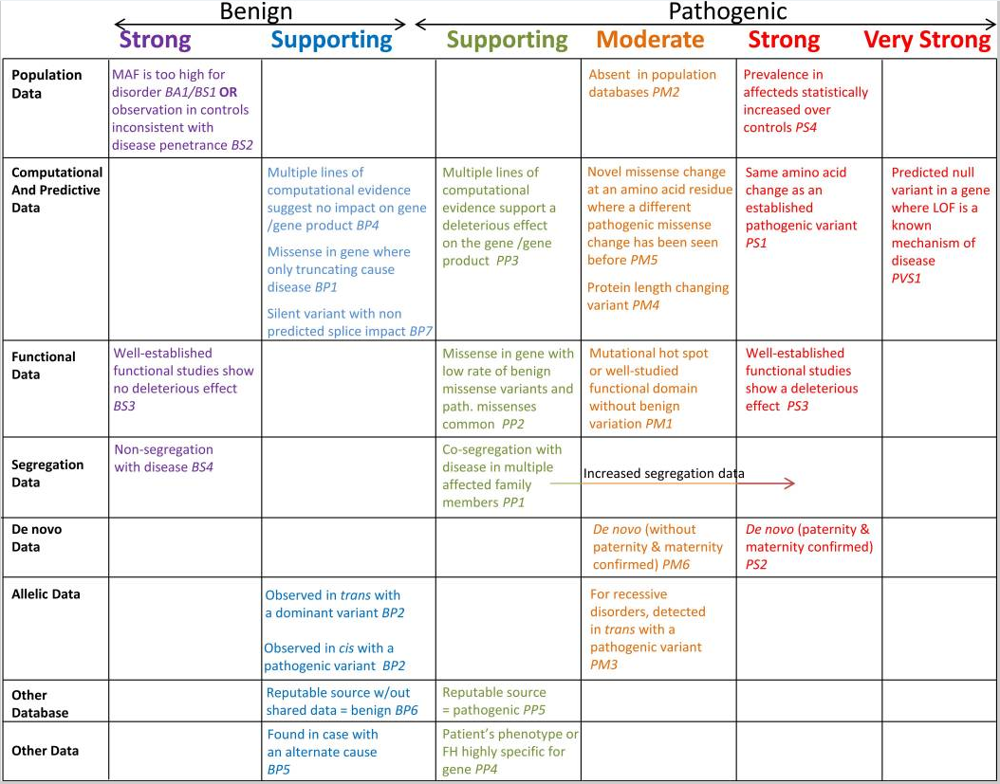 Benign
Pathogenic
Strong
Supporting
Supporting
Moderate
Strong
Very Strong
Population
Data
MAF is too high for
disorder BA1/BS1 OR
observation in controls
inconsistent with
disease penetrance BS2
Absent in population
databases PM2
Prevalence in
affecteds statistically
increased over
controls PS4
Computational
And Predictive
Data
Multiple lines of
computational evidence
suggest no impact on gene
/gene product BP4
Missense in gene where
only truncating cause
disease BP1
Silent variant with non
predicted splice impact BP7
Multiple lines of
computational
evidence support a
deleterious effect
on the gene /gene
product PP3
Novel missense change
at an amino acid residue
where a different
pathogenic missense
change has been seen
before PM5
Protein length changing
variant PM4
Same amino acid
change as an
established
pathogenic variant
PS1
Predicted null
variant in a gene
where LOF is a
known
mechanism of
disease
PVS1
Functional
Data
Well-established
functional studies show
no deleterious effect
BS3
Missense in gene with
low rate of benign
missense variants and
path. missenses
common PP2
Mutational hot spot
or well-studied
functional domain
without benign
variation PM1
Well-established
functional studies
show a deleterious
effect PS3
Segregation
Data
Non-segregation
with disease BS4
Co-segregation with
disease in multiple
affected family
members PP1
Increased segregation data
De novo
Data
De novo (without
paternity & maternity
confirmed) PM6
De novo (paternity &
maternity confirmed)
PS2
Allelic Data
Observed in trans with
a dominant variant BP2
Observed in cis with a
pathogenic variant BP2
For recessive
disorders, detected
in trans with a
pathogenic variant
PM3
Other
Database
Reputable source w/out
shared data = benign BP6
Reputable source
= pathogenic PP5
Other Data
Found in case with
an alternate cause
BP5
Patient's phenotype or
FH highly specific for
gene PP4